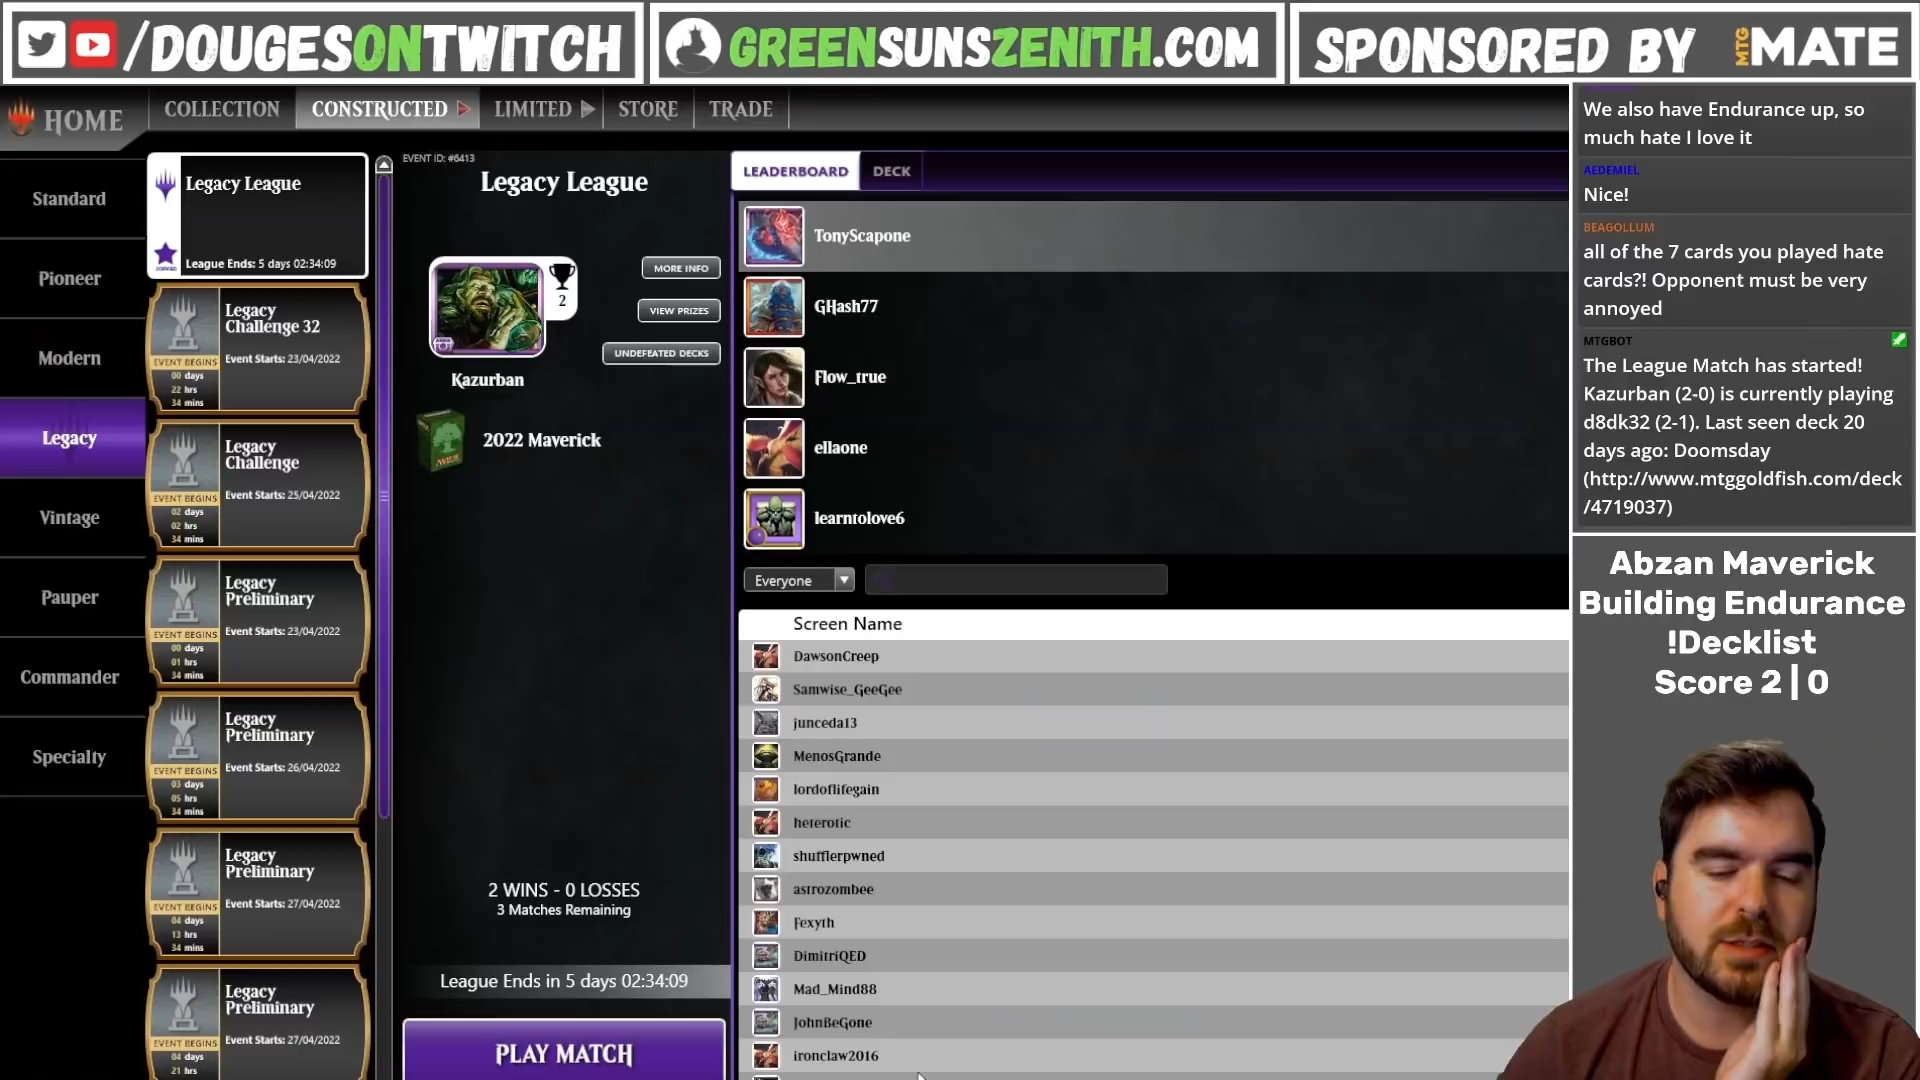 /DOUGESONTWITCH
GREENSUNSZENITH.COM
SPONSORED BY MTG MATE
HOME
COLLECTION
CONSTRUCTED
LIMITED
STORE
TRADE
Standard
Pioneer
Modern
Legacy
Vintage
Pauper
Commander
Specialty
Legacy League
League Ends: 5 days 02:34:09
Legacy
Challenge 32
Event Starts: 23/04/2022
EVENT BEGINS
00 days
22 hrs
34 mins
Legacy
Challenge
Event Starts: 25/04/2022
EVENT BEGINS
02 days
02 hrs
34 mins
Legacy
Preliminary
Event Starts: 23/04/2022
EVENT BEGINS
00 days
01 hrs
34 mins
Legacy
Preliminary
Event Starts: 26/04/2022
EVENT BEGINS
03 days
05 hrs
34 mins
Legacy
Preliminary
Event Starts: 27/04/2022
EVENT BEGINS
04 days
13 hrs
34 mins
Legacy
Preliminary
Event Starts: 27/04/2022
EVENT BEGINS
04 days
21 hrs
EVENT ID: #6413
Legacy League
2
MORE INFO
VIEW PRIZES
UNDEFEATED DECKS
Kazurban
2022 Maverick
2 WINS - 0 LOSSES
3 Matches Remaining
League Ends in 5 days 02:34:09
PLAY MATCH
LEADERBOARD
DECK
TonyScapone
GHash77
Flow_true
ellaone
learntolove6
Everyone
Screen Name
DawsonCreep
Samwise_GeeGee
junceda13
MenosGrande
lordoflifegain
heterotic
shufflerpwned
astrozombee
Fexyth
DimitriQED
Mad_Mind88
JohnBeGone
ironclaw2016
We also have Endurance up, so
much hate I love it
AEDEMIEL
Nice!
BEAGOLLUM
all of the 7 cards you played hate
cards?! Opponent must be very
annoyed
MTGBOT
The League Match has started!
Kazurban (2-0) is currently playing
d8dk32 (2-1). Last seen deck 20
days ago: Doomsday
(http://www.mtggoldfish.com/deck
/4719037)
Abzan Maverick
Building Endurance
!Decklist
Score 2 | 0